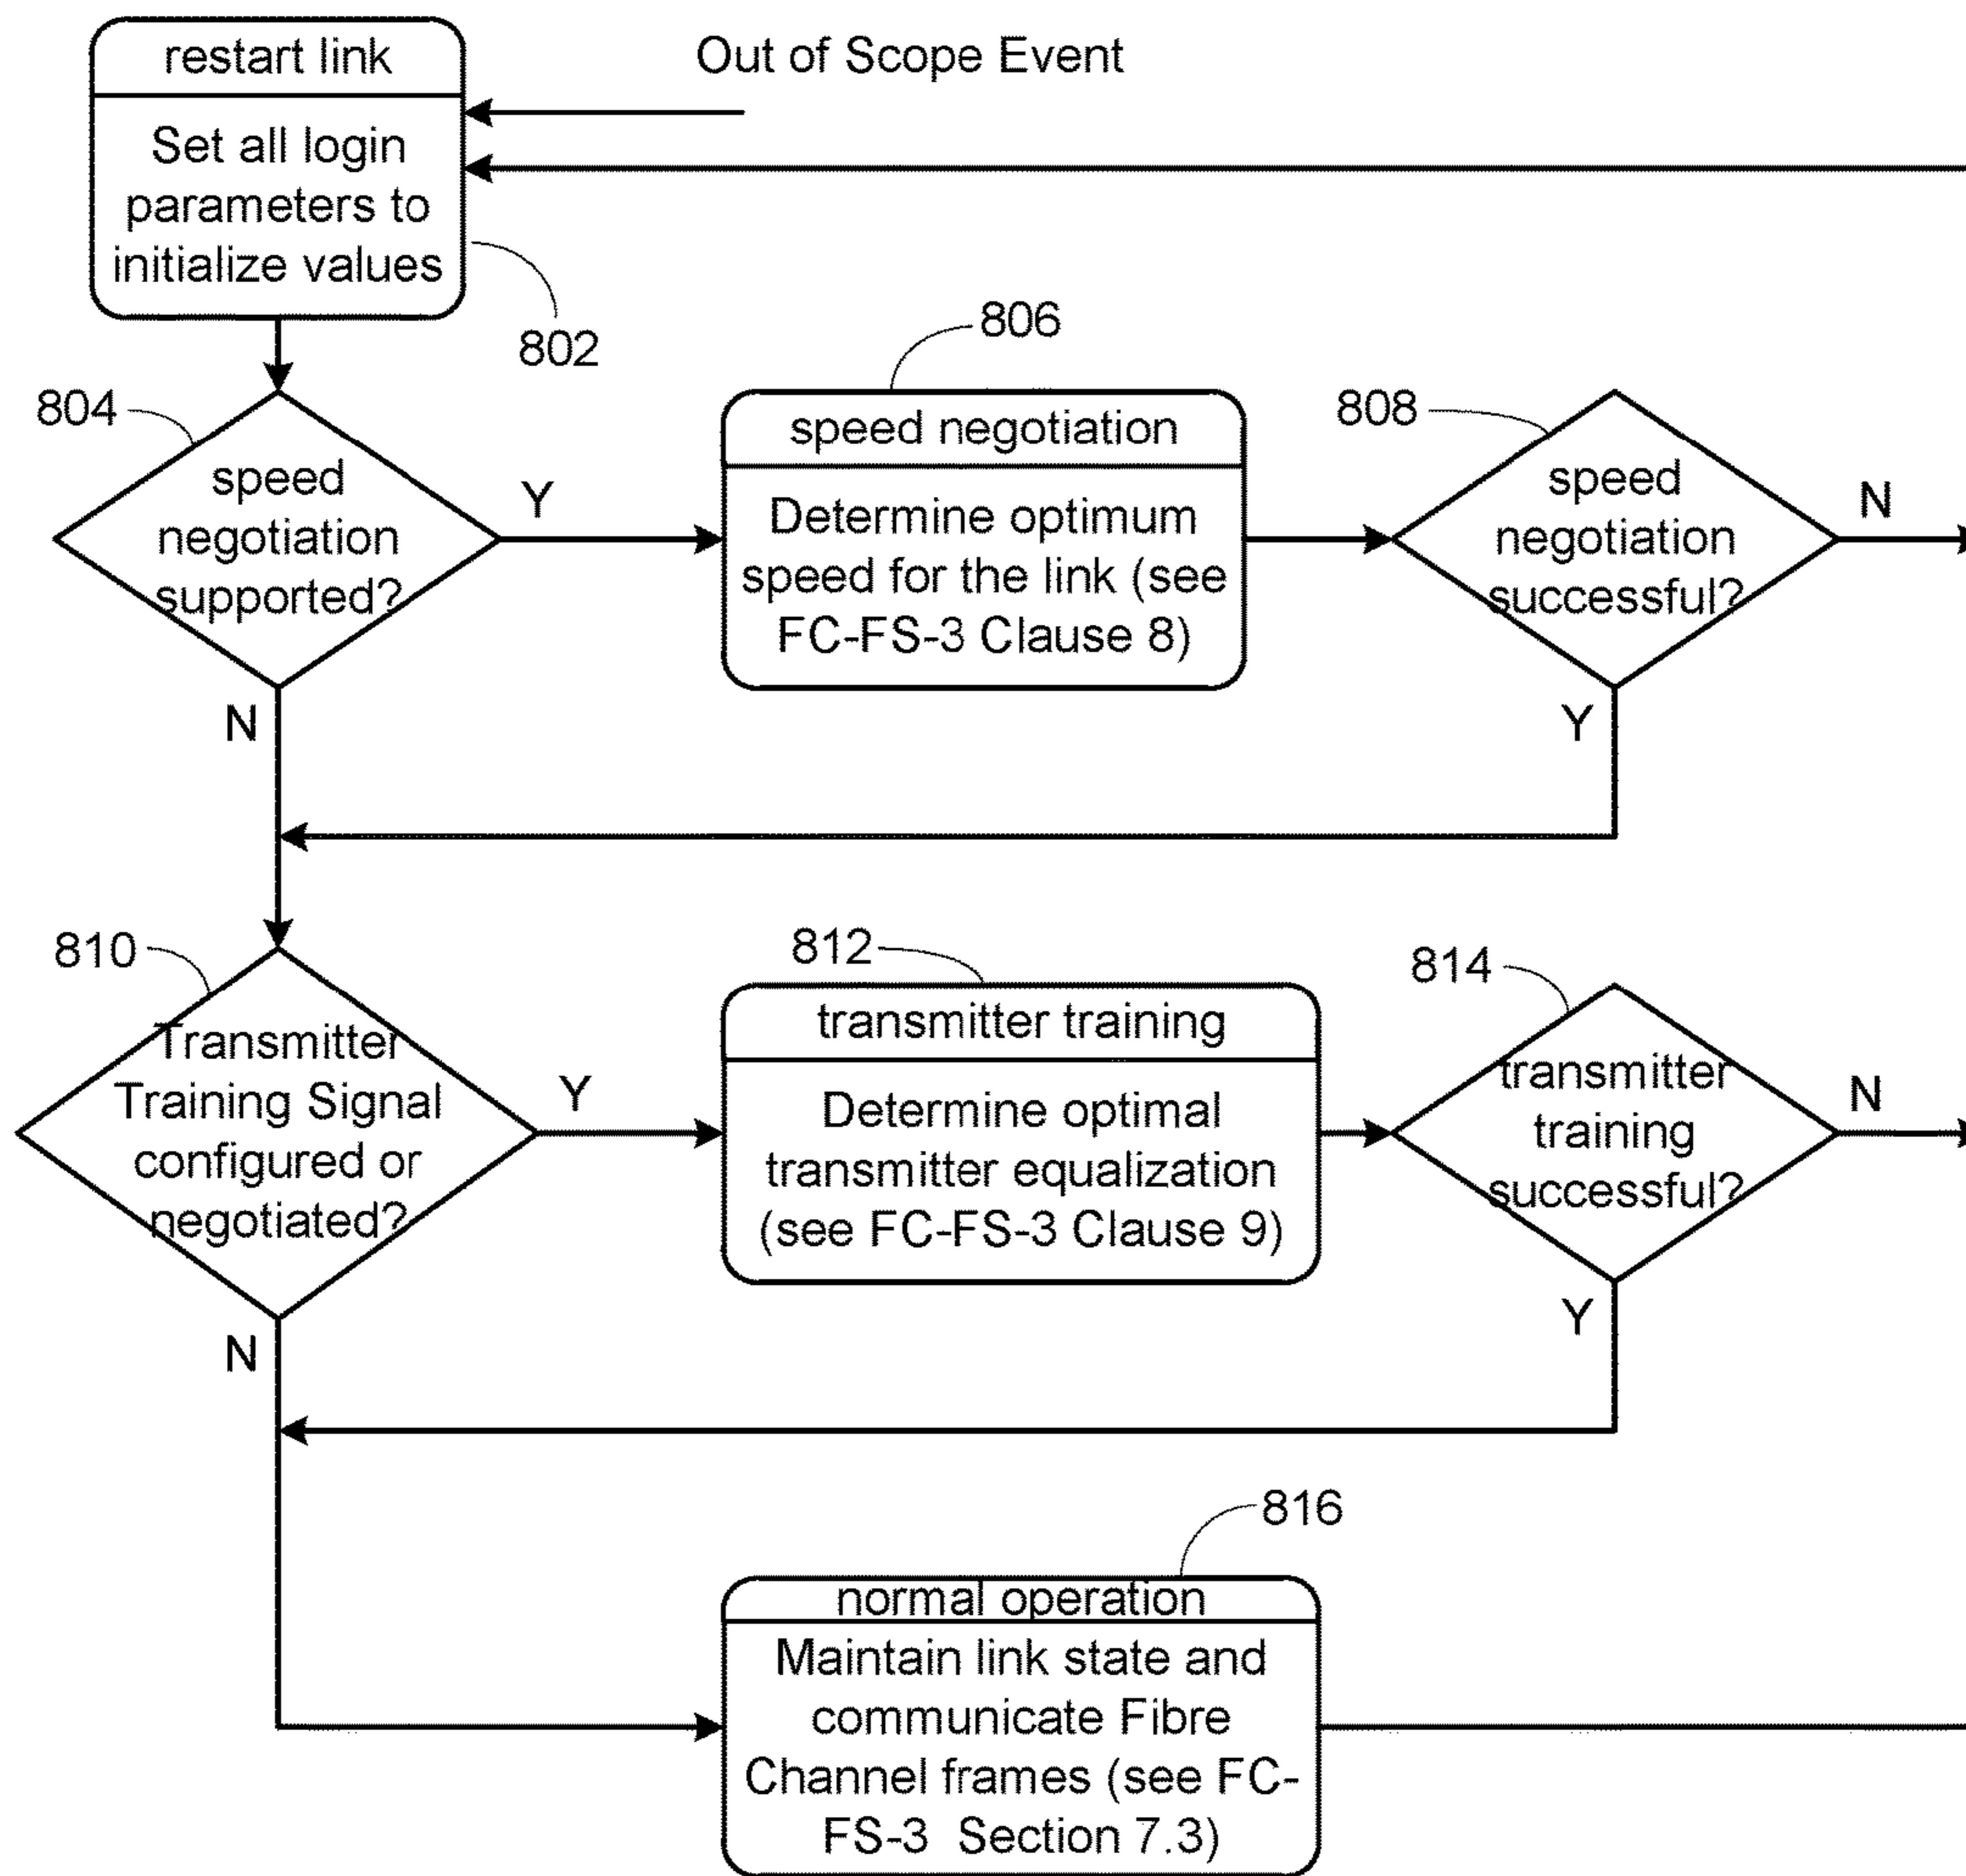 restart link
Out of Scope Event
Set all login
parameters to
initialize values
802
804
speed
negotiation
supported?
Y
N
806
speed negotiation
Determine optimum
speed for the link (see
FC-FS-3 Clause 8)
808
speed
negotiation
successful?
N
Y
810
Transmitter
Training Signal
configured or
negotiated?
Y
N
812
transmitter training
Determine optimal
transmitter equalization
(see FC-FS-3 Clause 9)
814
transmitter
training
successful?
N
Y
816
normal operation
Maintain link state and
communicate Fibre
Channel frames (see FC-
FS-3 Section 7.3)